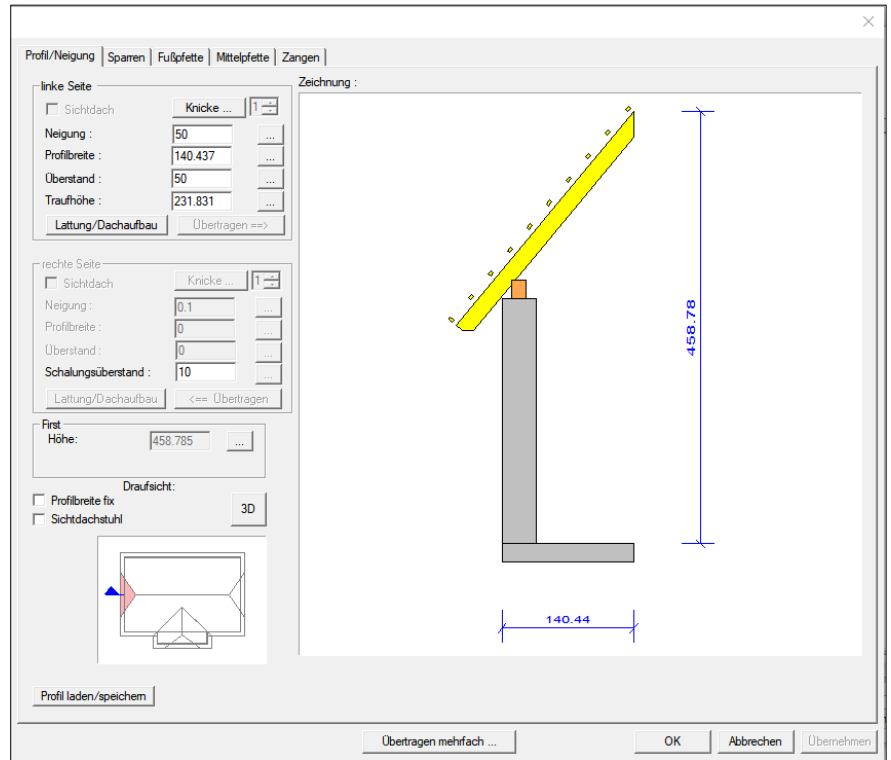 Profil/Neigung Sparren Fußpfette Mittelpfette Zangen
linke Seite
Sichtdach Knicke ... 1
Neigung : 50 ...
Profilbreite : 140.437 ...
Überstand : 50 ...
Traufhöhe : 231.831 ...
Lattung/Dachaufbau Übertragen ==>
rechte Seite
Sichtdach Knicke ... 1
Neigung : 0.1 ...
Profilbreite : 0 ...
Überstand : 0 ...
Schalungsüberstand : 10 ...
Lattung/Dachaufbau <== Übertragen
First
Höhe: 458.785 ...
Draufsicht:
Profilbreite fix
Sichtdachstuhl
3D
Profil laden/speichern
Zeichnung :
458.78
140.44
Übertragen mehrfach ... OK Abbrechen Übernehmen